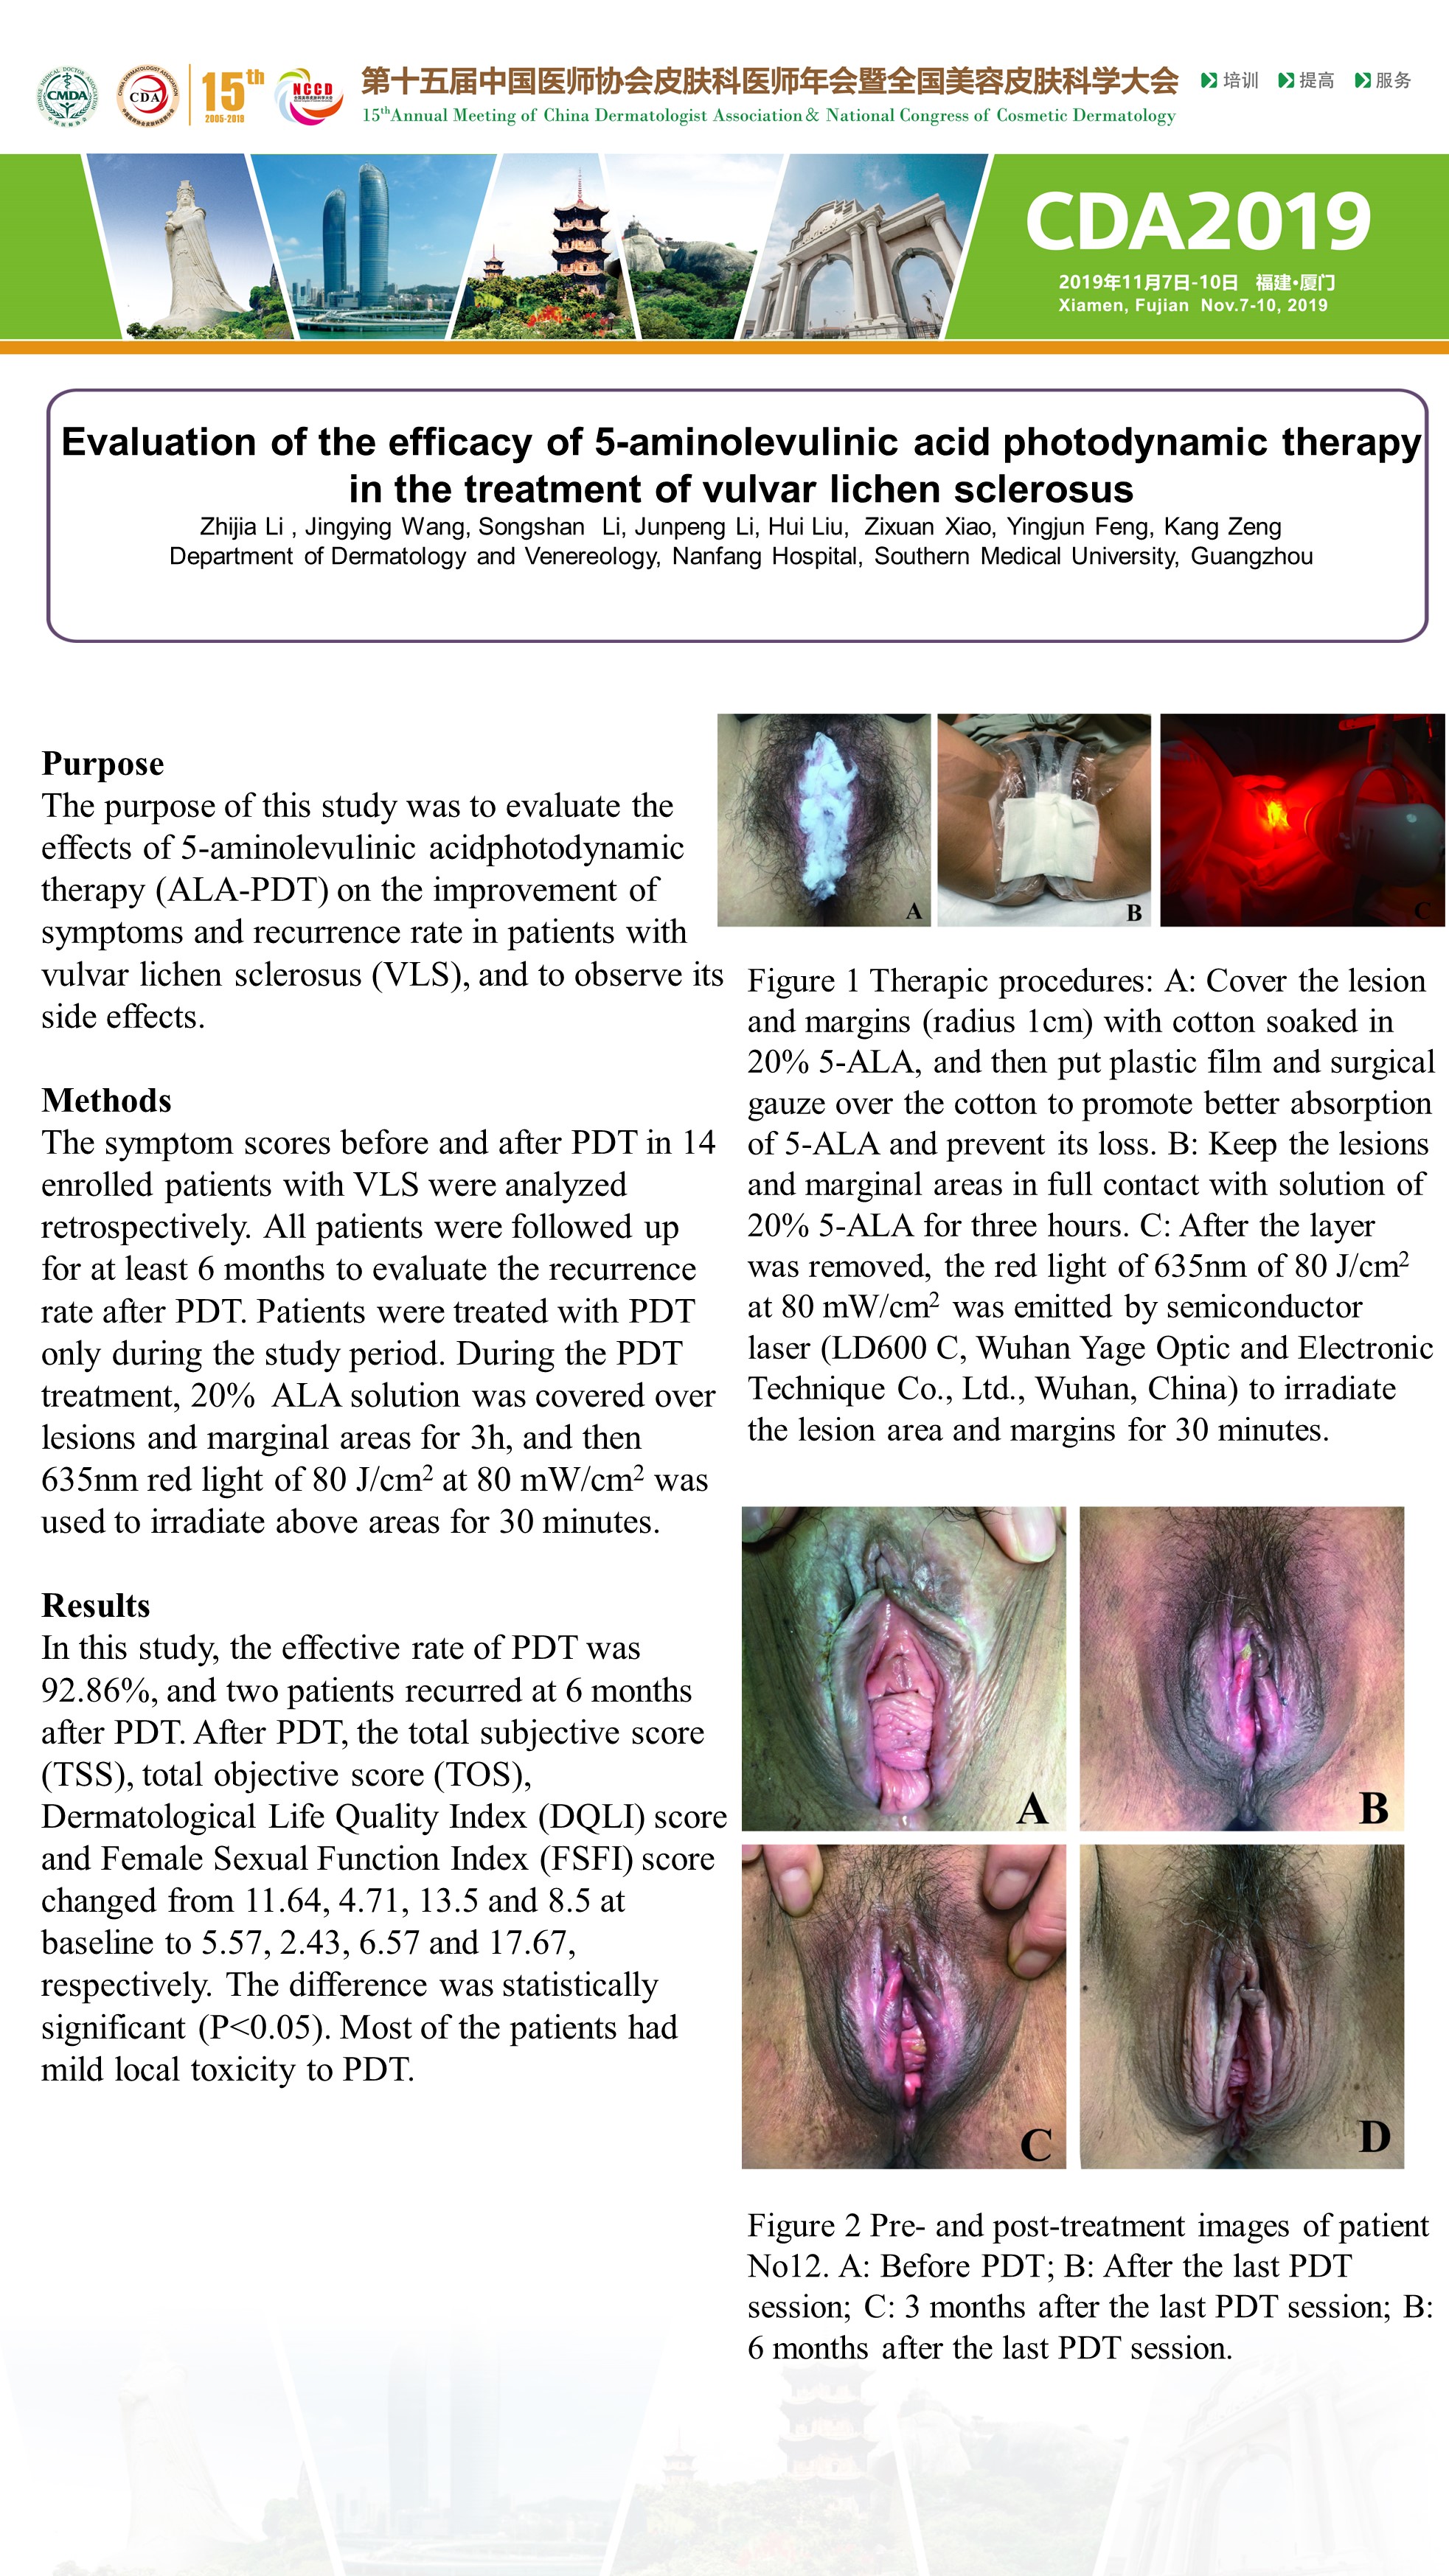 CMDA
CHINESE MEDICAL DOCTOR ASSOCIATION
中国医师协会
CDA
CHINA DERMATOLOGIST ASSOCIATION
15th
2005-2019
NCCD
第十五届中国医师协会皮肤科医师年会暨全国美容皮肤科学大会
15thAnnual Meeting of China Dermatologist Association& National Congress of Cosmetic Dermatology
培训 提高 服务
CDA2019
2019年11月7日-10日 福建•厦门
Xiamen, Fujian Nov.7-10, 2019
Evaluation of the efficacy of 5-aminolevulinic acid photodynamic therapy
in the treatment of vulvar lichen sclerosus
Zhijia Li , Jingying Wang, Songshan Li, Junpeng Li, Hui Liu, Zixuan Xiao, Yingjun Feng, Kang Zeng
Department of Dermatology and Venereology, Nanfang Hospital, Southern Medical University, Guangzhou
Purpose
The purpose of this study was to evaluate the
effects of 5-aminolevulinic acidphotodynamic
therapy (ALA-PDT) on the improvement of
symptoms and recurrence rate in patients with
vulvar lichen sclerosus (VLS), and to observe its
side effects.
Methods
The symptom scores before and after PDT in 14
enrolled patients with VLS were analyzed
retrospectively. All patients were followed up
for at least 6 months to evaluate the recurrence
rate after PDT. Patients were treated with PDT
only during the study period. During the PDT
treatment, 20% ALA solution was covered over
lesions and marginal areas for 3h, and then
635nm red light of 80 J/cm² at 80 mW/cm² was
used to irradiate above areas for 30 minutes.
Results
In this study, the effective rate of PDT was
92.86%, and two patients recurred at 6 months
after PDT. After PDT, the total subjective score
(TSS), total objective score (TOS),
Dermatological Life Quality Index (DQLI) score
and Female Sexual Function Index (FSFI) score
changed from 11.64, 4.71, 13.5 and 8.5 at
baseline to 5.57, 2.43, 6.57 and 17.67,
respectively. The difference was statistically
significant (P<0.05). Most of the patients had
mild local toxicity to PDT.
A
B
C
Figure 1 Therapic procedures: A: Cover the lesion
and margins (radius 1cm) with cotton soaked in
20% 5-ALA, and then put plastic film and surgical
gauze over the cotton to promote better absorption
of 5-ALA and prevent its loss. B: Keep the lesions
and marginal areas in full contact with solution of
20% 5-ALA for three hours. C: After the layer
was removed, the red light of 635nm of 80 J/cm²
at 80 mW/cm² was emitted by semiconductor
laser (LD600 C, Wuhan Yage Optic and Electronic
Technique Co., Ltd., Wuhan, China) to irradiate
the lesion area and margins for 30 minutes.
A
B
C
D
Figure 2 Pre- and post-treatment images of patient
No12. A: Before PDT; B: After the last PDT
session; C: 3 months after the last PDT session; B:
6 months after the last PDT session.